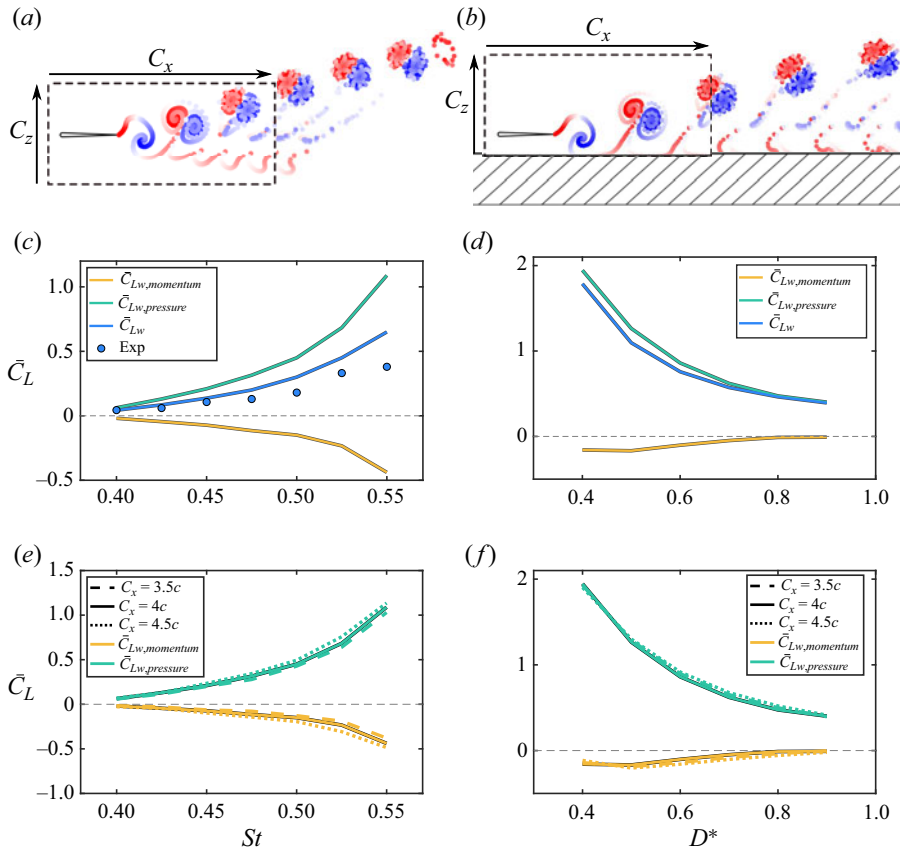 (a)
C_x
C_z
(b)
C_x
C_z
(c)
C̄_Lw,momentum
C̄_Lw,pressure
C̄_Lw
Exp
C̄_L
1.0
0.5
0
–0.5
0.40 0.45 0.50 0.55
(d)
C̄_Lw,momentum
C̄_Lw,pressure
C̄_Lw
2
1
0
0.4 0.6 0.8 1.0
(e)
C_x = 3.5c
C_x = 4c
C_x = 4.5c
C̄_Lw,momentum
C̄_Lw,pressure
C̄_L
1.5
1.0
0.5
0
–0.5
–1.0
0.40 0.45 0.50 0.55
St
(f)
C_x = 3.5c
C_x = 4c
C_x = 4.5c
C̄_Lw,momentum
C̄_Lw,pressure
2
1
0
0.4 0.6 0.8 1.0
D*